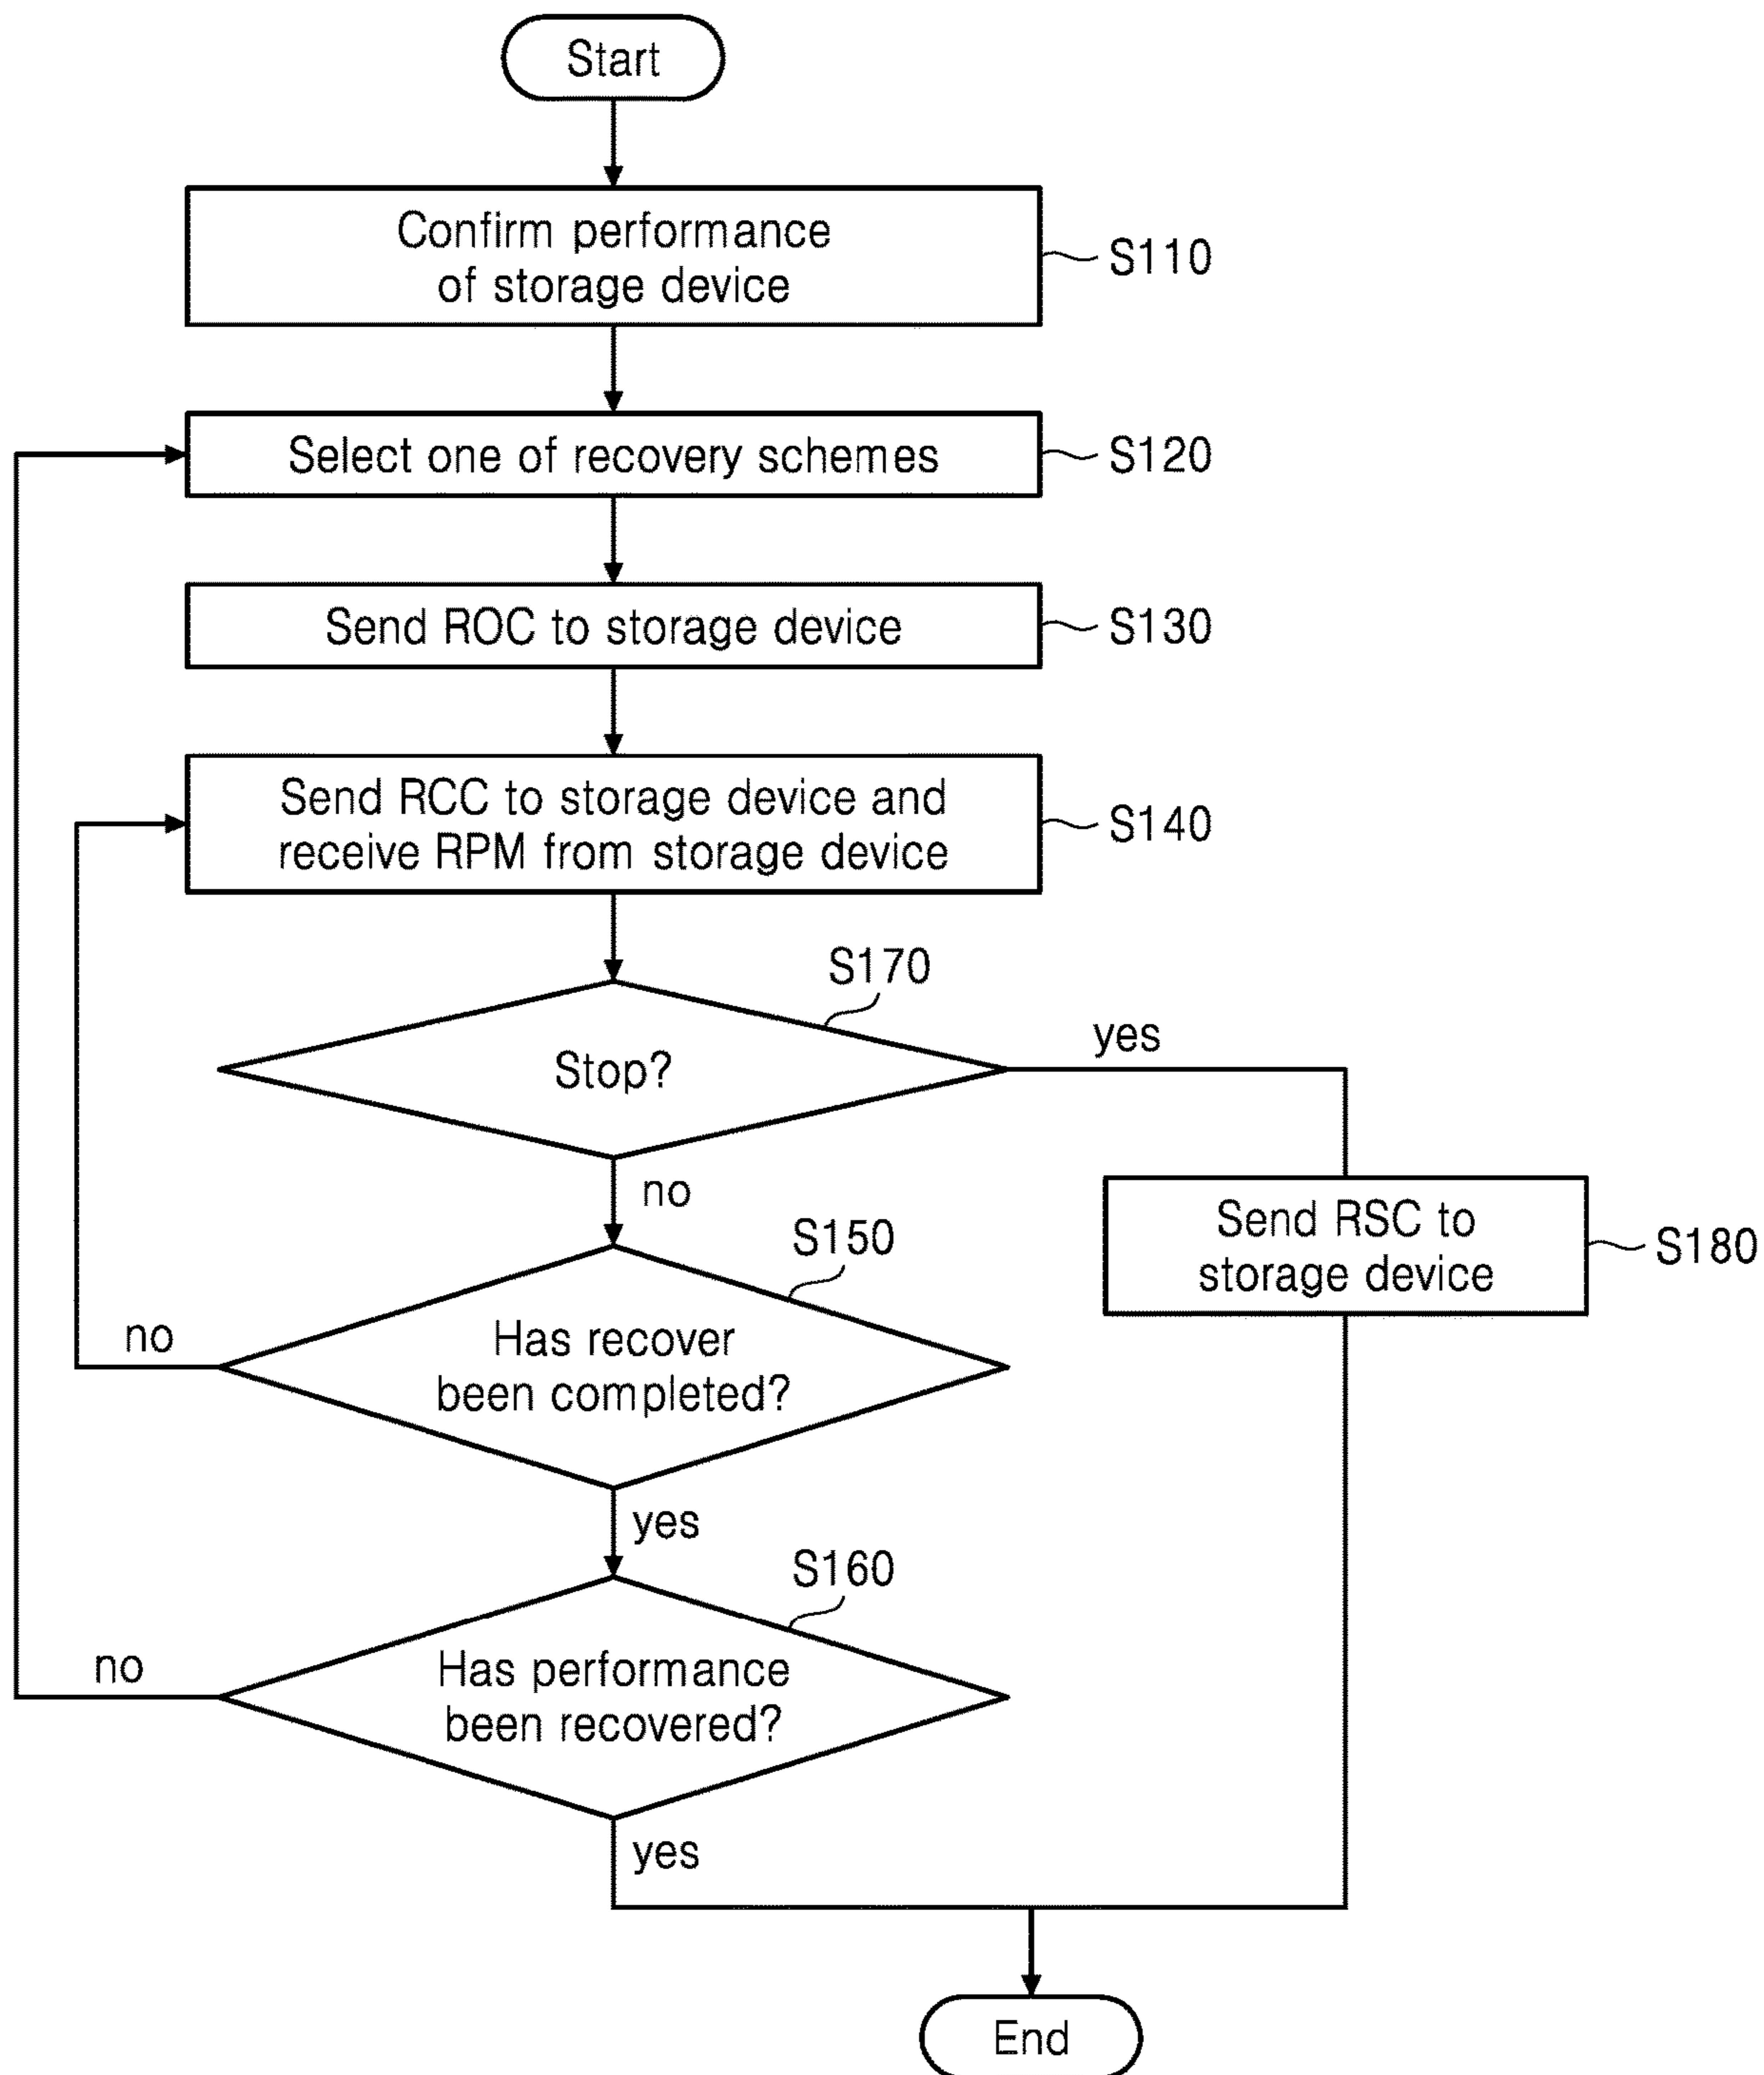 Start
Confirm performance
of storage device
S110
Select one of recovery schemes
S120
Send ROC to storage device
S130
Send RCC to storage device and
receive RPM from storage device
S140
S170
Stop?
yes
no
Send RSC to
storage device
S180
S150
Has recover
been completed?
no
yes
S160
Has performance
been recovered?
no
yes
End